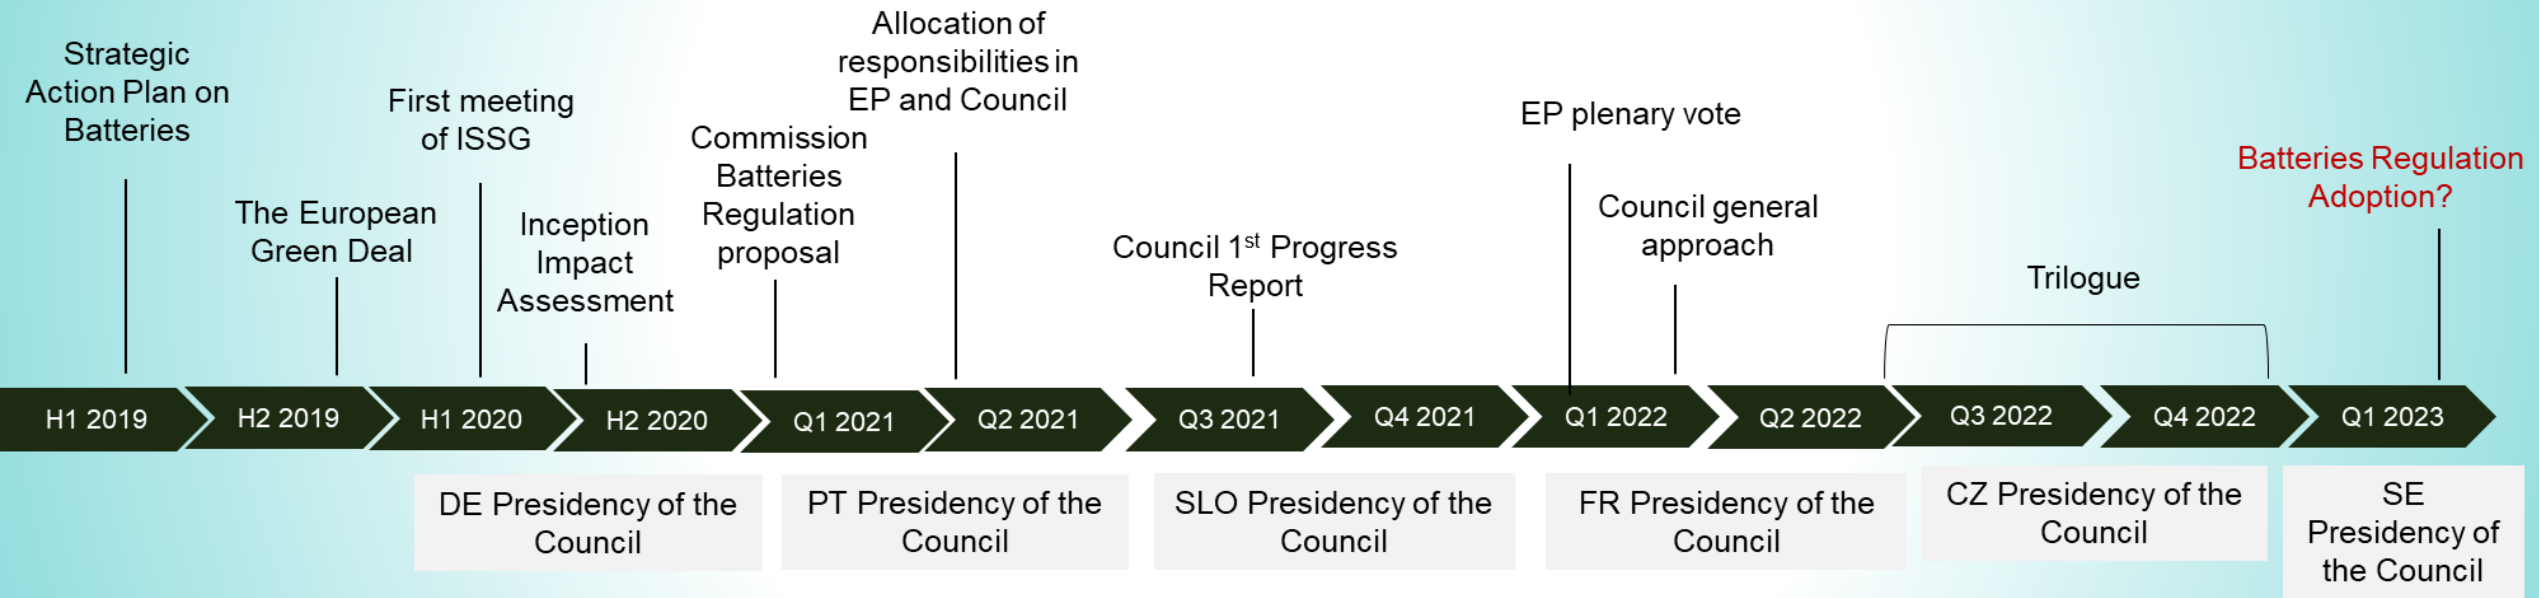 Strategic
Action Plan on
Batteries
The European
Green Deal
First meeting
of ISSG
Inception
Impact
Assessment
Commission
Batteries
Regulation
proposal
Allocation of
responsibilities in
EP and Council
Council 1st Progress
Report
EP plenary vote
Council general
approach
Trilogue
Batteries Regulation
Adoption?
H1 2019
H2 2019
H1 2020
H2 2020
Q1 2021
Q2 2021
Q3 2021
Q4 2021
Q1 2022
Q2 2022
Q3 2022
Q4 2022
Q1 2023
DE Presidency of the
Council
PT Presidency of the
Council
SLO Presidency of the
Council
FR Presidency of the
Council
CZ Presidency of the
Council
SE
Presidency of
the Council